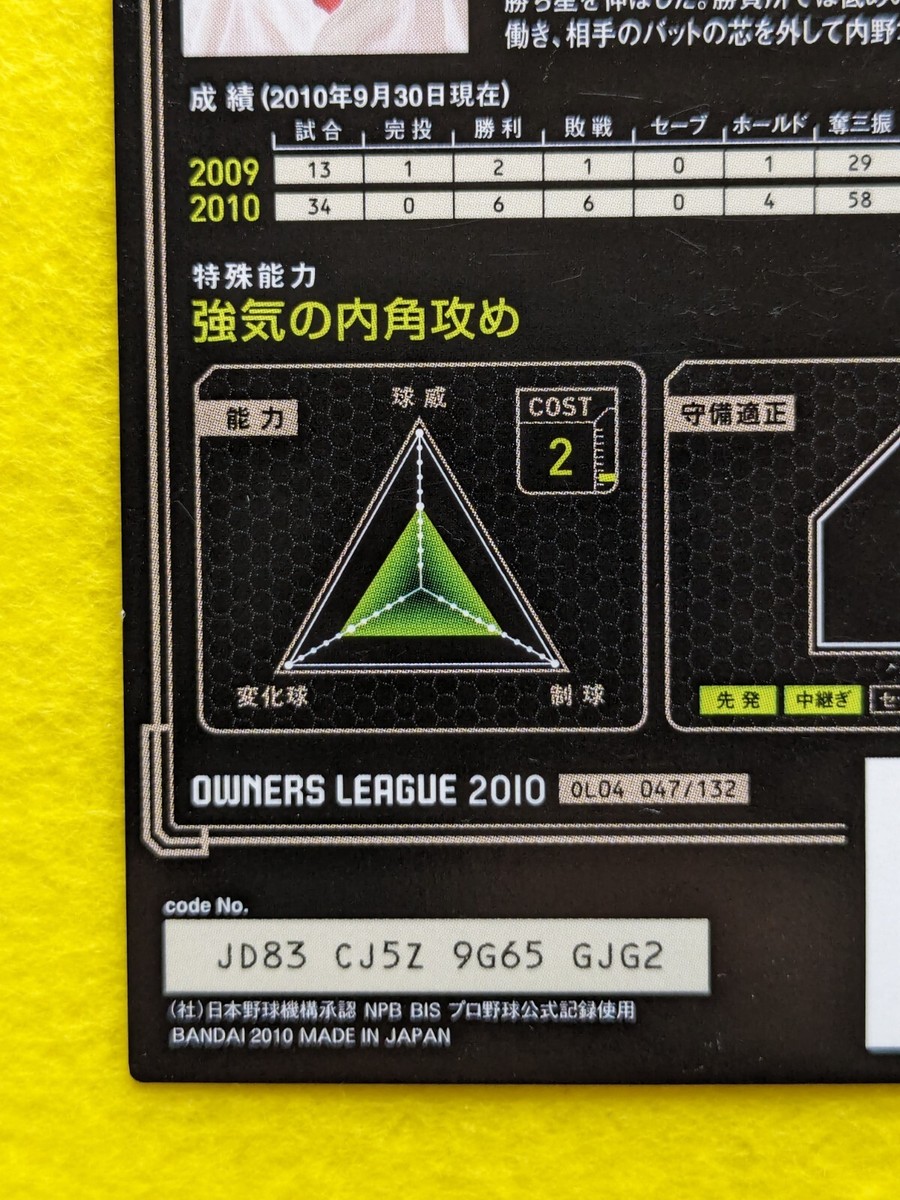 勝ち星を伸ばした。勝負所では低めの
働き、相手のバットの芯を外して内野
成績(2010年9月30日現在)
試合 完投 勝利 敗戦 セーブ ホールド 奪三振
2009 13 1 2 1 0 1 29
2010 34 0 6 6 0 4 58
特殊能力
強気の内角攻め
能力
球威
COST
2
変化球
制球
守備適正
先発 中継ぎ
OWNERS LEAGUE 2010 OL04 047/132
code No.
JD83 CJ5Z 9G65 GJG2
(社)日本野球機構承認 NPB BIS プロ野球公式記録使用
BANDAI 2010 MADE IN JAPAN